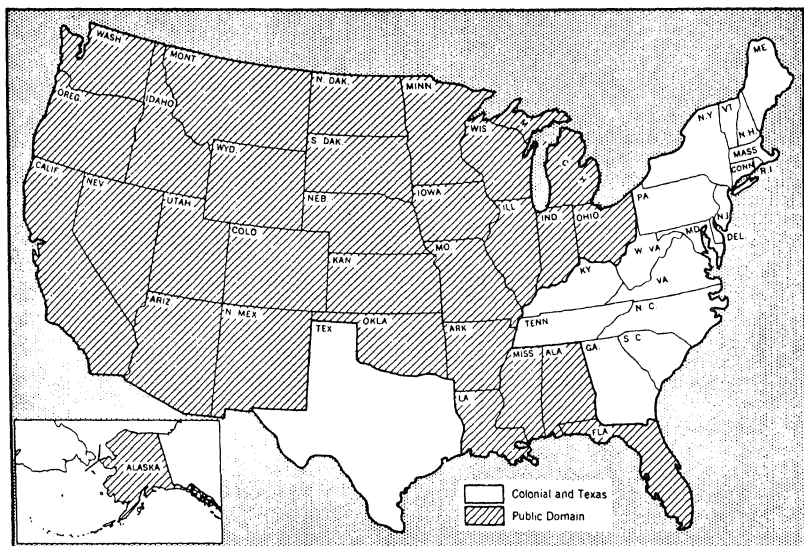 WASH
MONT.
N. DAK.
MINN
ME
OREG.
IDAHO
WIS
N.Y
VT.
N H.
S. DAK
WYO.
MASS
CONN
R.I
CALIF
NEV.
UTAH
NEB.
IOWA
ILL
IND.
OHIO
PA.
N.J.
MD.
DEL.
COLO
KAN
MO.
W VA
KY
VA
ARIZ
N MEX
TEX
OKLA
ARK
TENN
N C
S C
MISS
ALA.
GA.
LA
FLA
ALASKA
Colonial and Texas
Public Domain